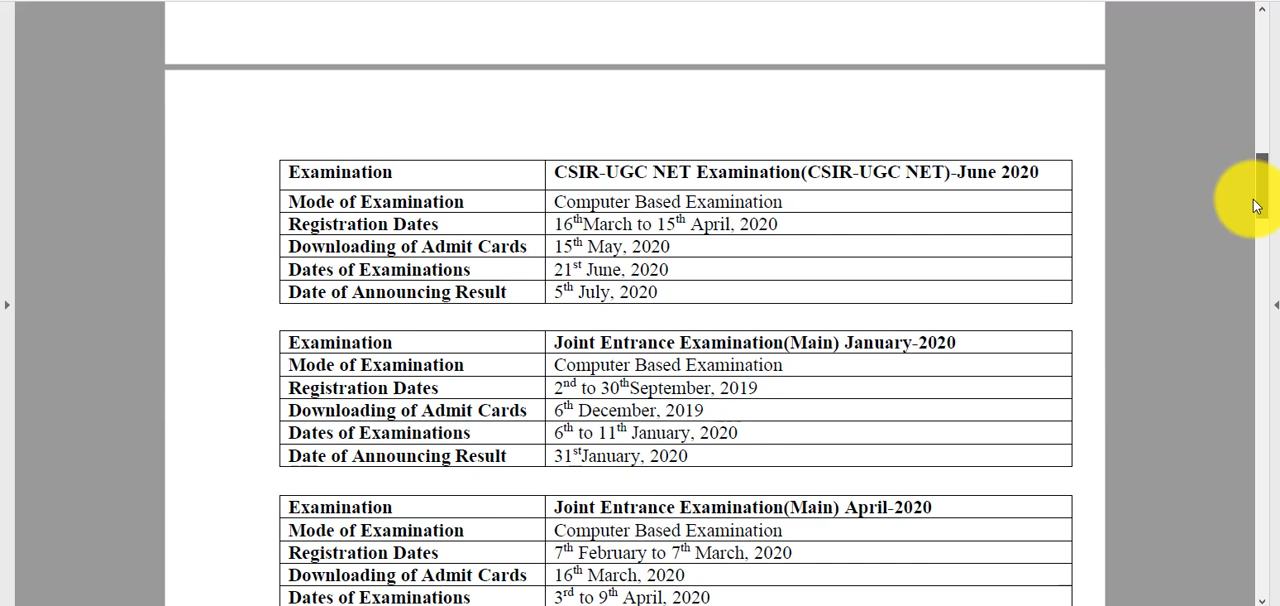 Examination CSIR-UGC NET Examination(CSIR-UGC NET)-June 2020
Mode of Examination Computer Based Examination
Registration Dates 16thMarch to 15th April, 2020
Downloading of Admit Cards 15th May, 2020
Dates of Examinations 21st June, 2020
Date of Announcing Result 5th July, 2020
Examination Joint Entrance Examination(Main) January-2020
Mode of Examination Computer Based Examination
Registration Dates 2nd to 30thSeptember, 2019
Downloading of Admit Cards 6th December, 2019
Dates of Examinations 6th to 11th January, 2020
Date of Announcing Result 31stJanuary, 2020
Examination Joint Entrance Examination(Main) April-2020
Mode of Examination Computer Based Examination
Registration Dates 7th February to 7th March, 2020
Downloading of Admit Cards 16th March, 2020
Dates of Examinations 3rd to 9th April, 2020